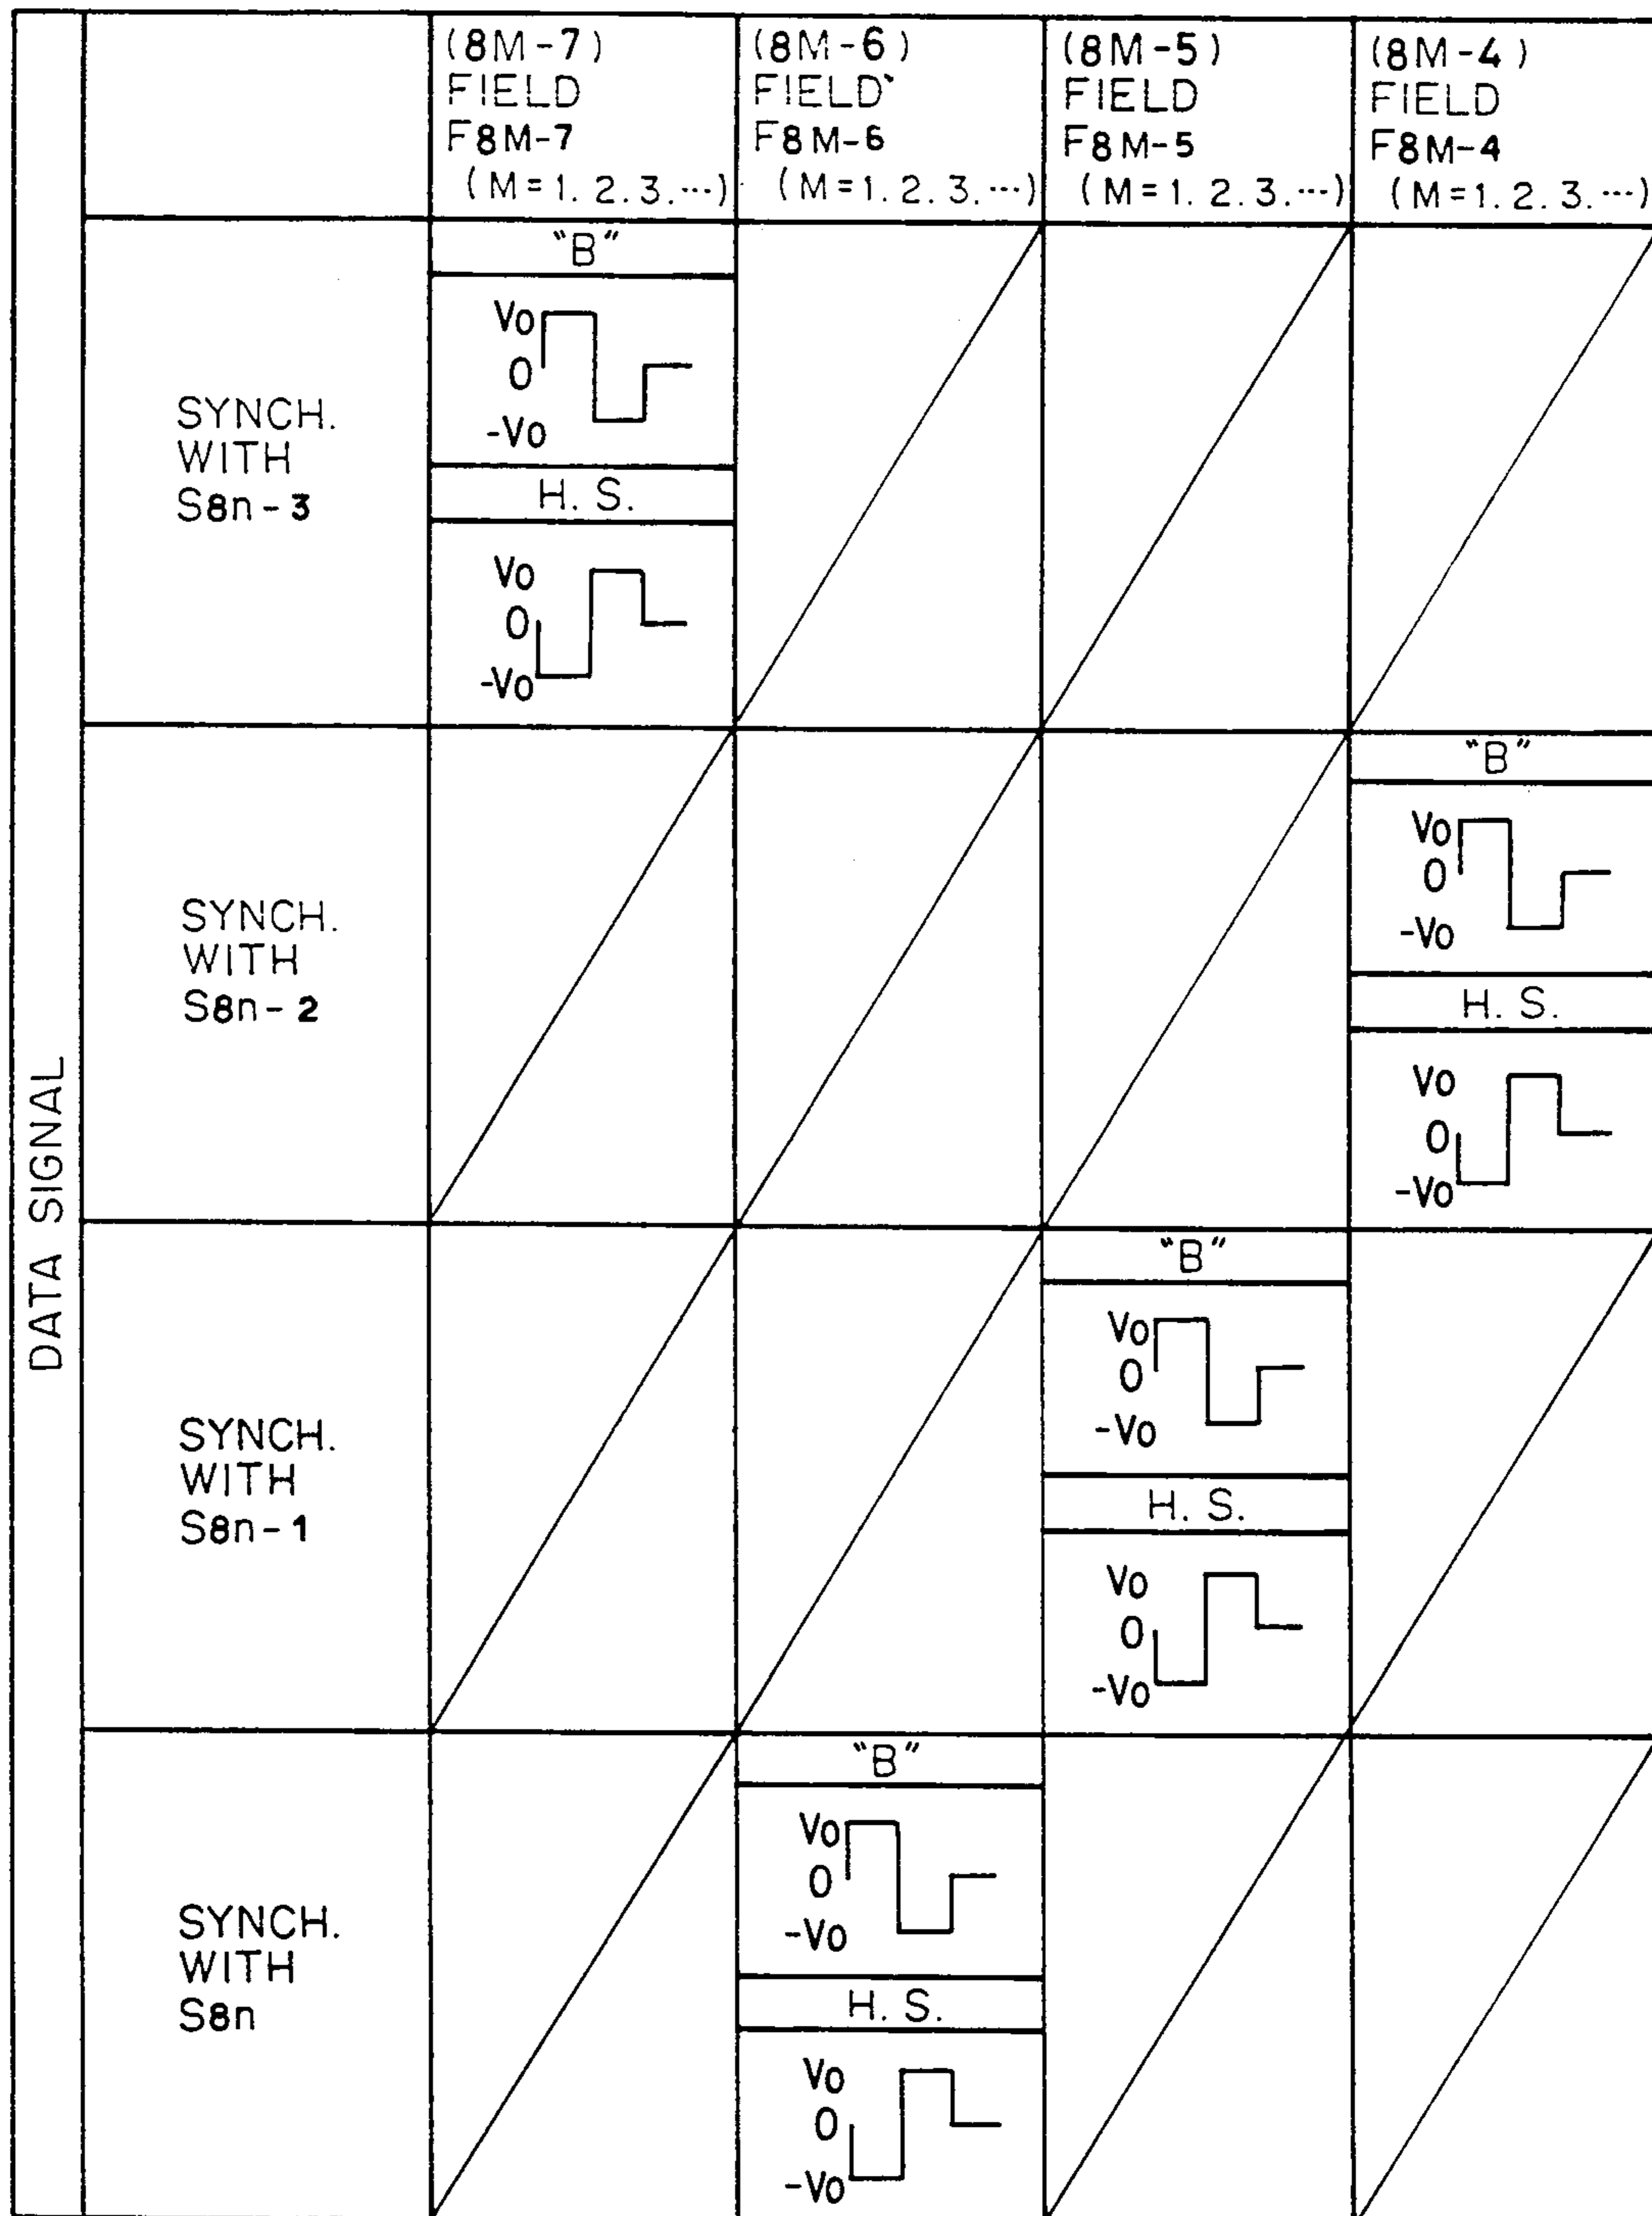 (8M-7)
FIELD
F8M-7
(M=1.2.3.…)
(8M-6)
FIELD
F8M-6
(M=1.2.3.…)
(8M-5)
FIELD
F8M-5
(M=1.2.3.…)
(8M-4)
FIELD
F8M-4
(M=1.2.3.…)
DATA SIGNAL
SYNCH.
WITH
S8n-3
"B"
Vo
0
-Vo
H. S.
Vo
0
-Vo
SYNCH.
WITH
S8n-2
"B"
Vo
0
-Vo
H. S.
Vo
0
-Vo
SYNCH.
WITH
S8n-1
"B"
Vo
0
-Vo
H. S.
Vo
0
-Vo
SYNCH.
WITH
S8n
"B"
Vo
0
-Vo
H. S.
Vo
0
-Vo